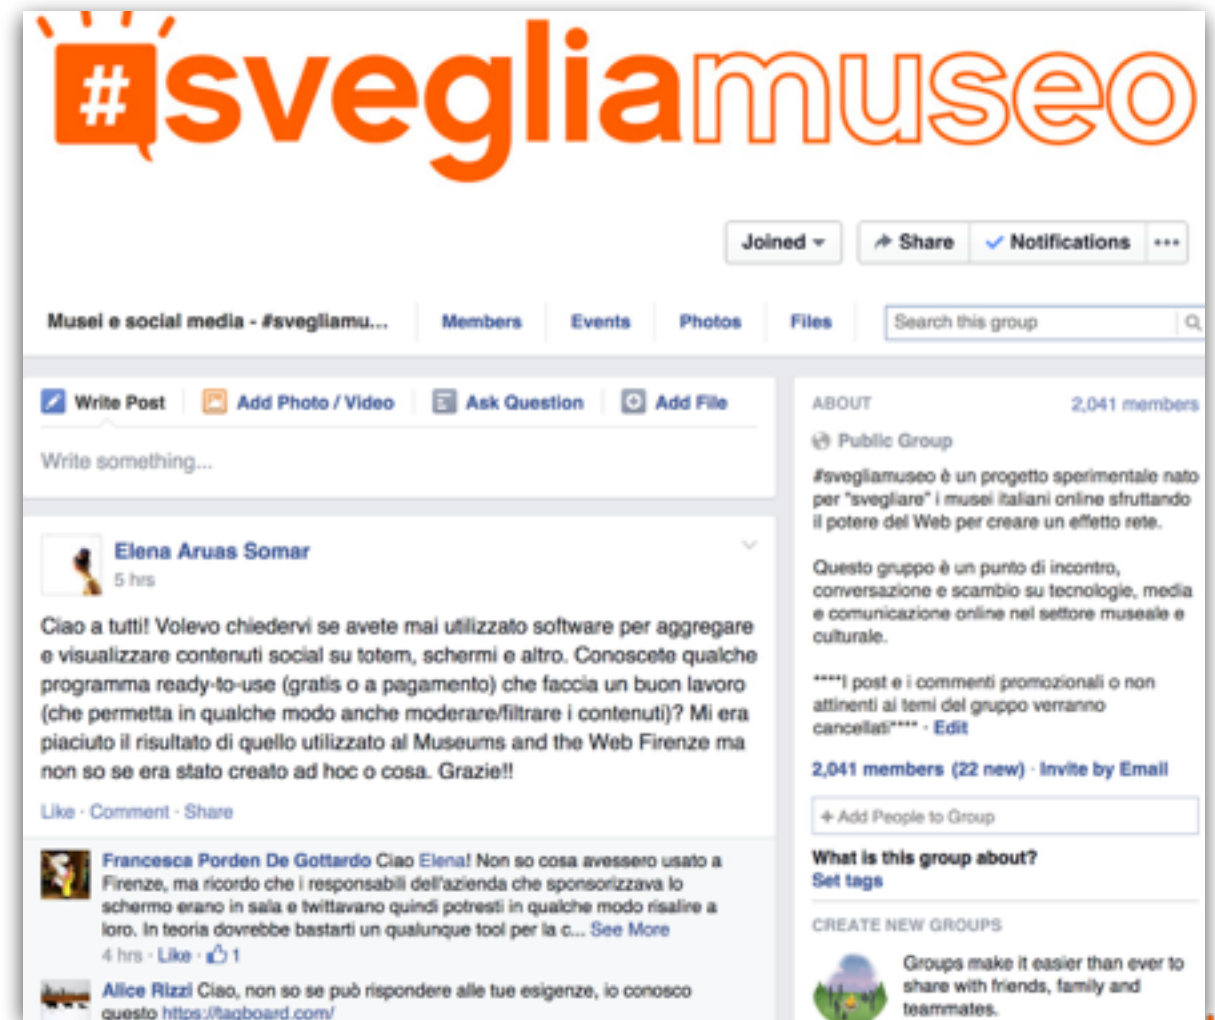 #svegliamuseo
Joined
Share
Notifications
Musei e social media - #svegliamu...
Members
Events
Photos
Files
Search this group
Write Post
Add Photo / Video
Ask Question
Add File
Write something...
Elena Aruas Somar
5 hrs
Ciao a tutti! Volevo chiedervi se avete mai utilizzato software per aggregare
e visualizzare contenuti social su totem, schermi e altro. Conoscete qualche
programma ready-to-use (gratis o a pagamento) che faccia un buon lavoro
(che permetta in qualche modo anche moderare/filtrare i contenuti)? Mi era
piaciuto il risultato di quello utilizzato al Museums and the Web Firenze ma
non so se era stato creato ad hoc o cosa. Grazie!!
Like · Comment · Share
Francesca Porden De Gottardo Ciao Elena! Non so cosa avessero usato a
Firenze, ma ricordo che i responsabili dell'azienda che sponsorizzava lo
schermo erano in sala e twittavano quindi potresti in qualche modo risalire a
loro. In teoria dovrebbe bastarti un qualunque tool per la c... See More
4 hrs · Like · 1
Alice Rizzi Ciao, non so se può rispondere alle tue esigenze, io conosco
questo https://tagboard.com/
ABOUT
2,041 members
Public Group
#svegliamuseo è un progetto sperimentale nato
per "svegliare" i musei italiani online sfruttando
il potere del Web per creare un effetto rete.
Questo gruppo è un punto di incontro,
conversazione e scambio su tecnologie, media
e comunicazione online nel settore museale e
culturale.
****I post e i commenti promozionali o non
attinenti ai temi del gruppo verranno
cancellati**** · Edit
2,041 members (22 new) · Invite by Email
+ Add People to Group
What is this group about?
Set tags
CREATE NEW GROUPS
Groups make it easier than ever to
share with friends, family and
teammates.